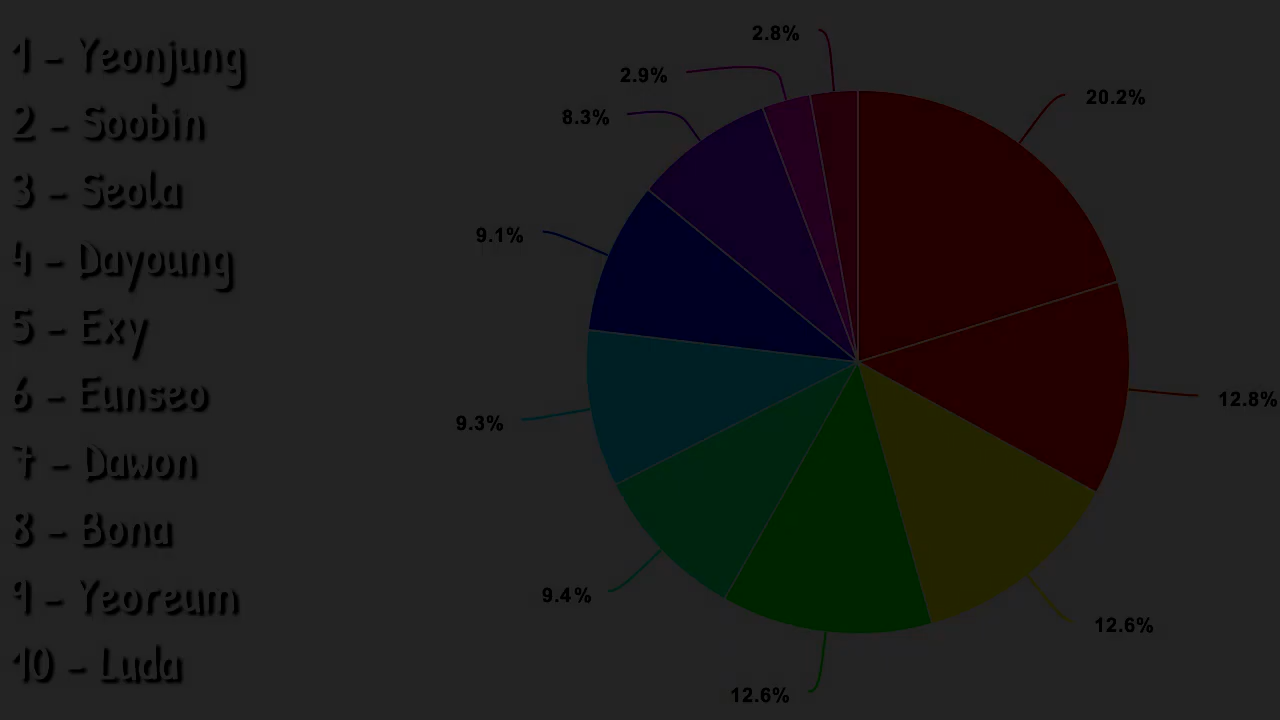 1 - Yeonjung
2 - Soobin
3 - Seola
4 - Dayoung
5 - Exy
6 - Eunseo
7 - Dawon
8 - Bona
9 - Yeoreum
10 - Luda
2.8%
2.9%
8.3%
9.1%
9.3%
9.4%
12.6%
12.6%
12.8%
20.2%